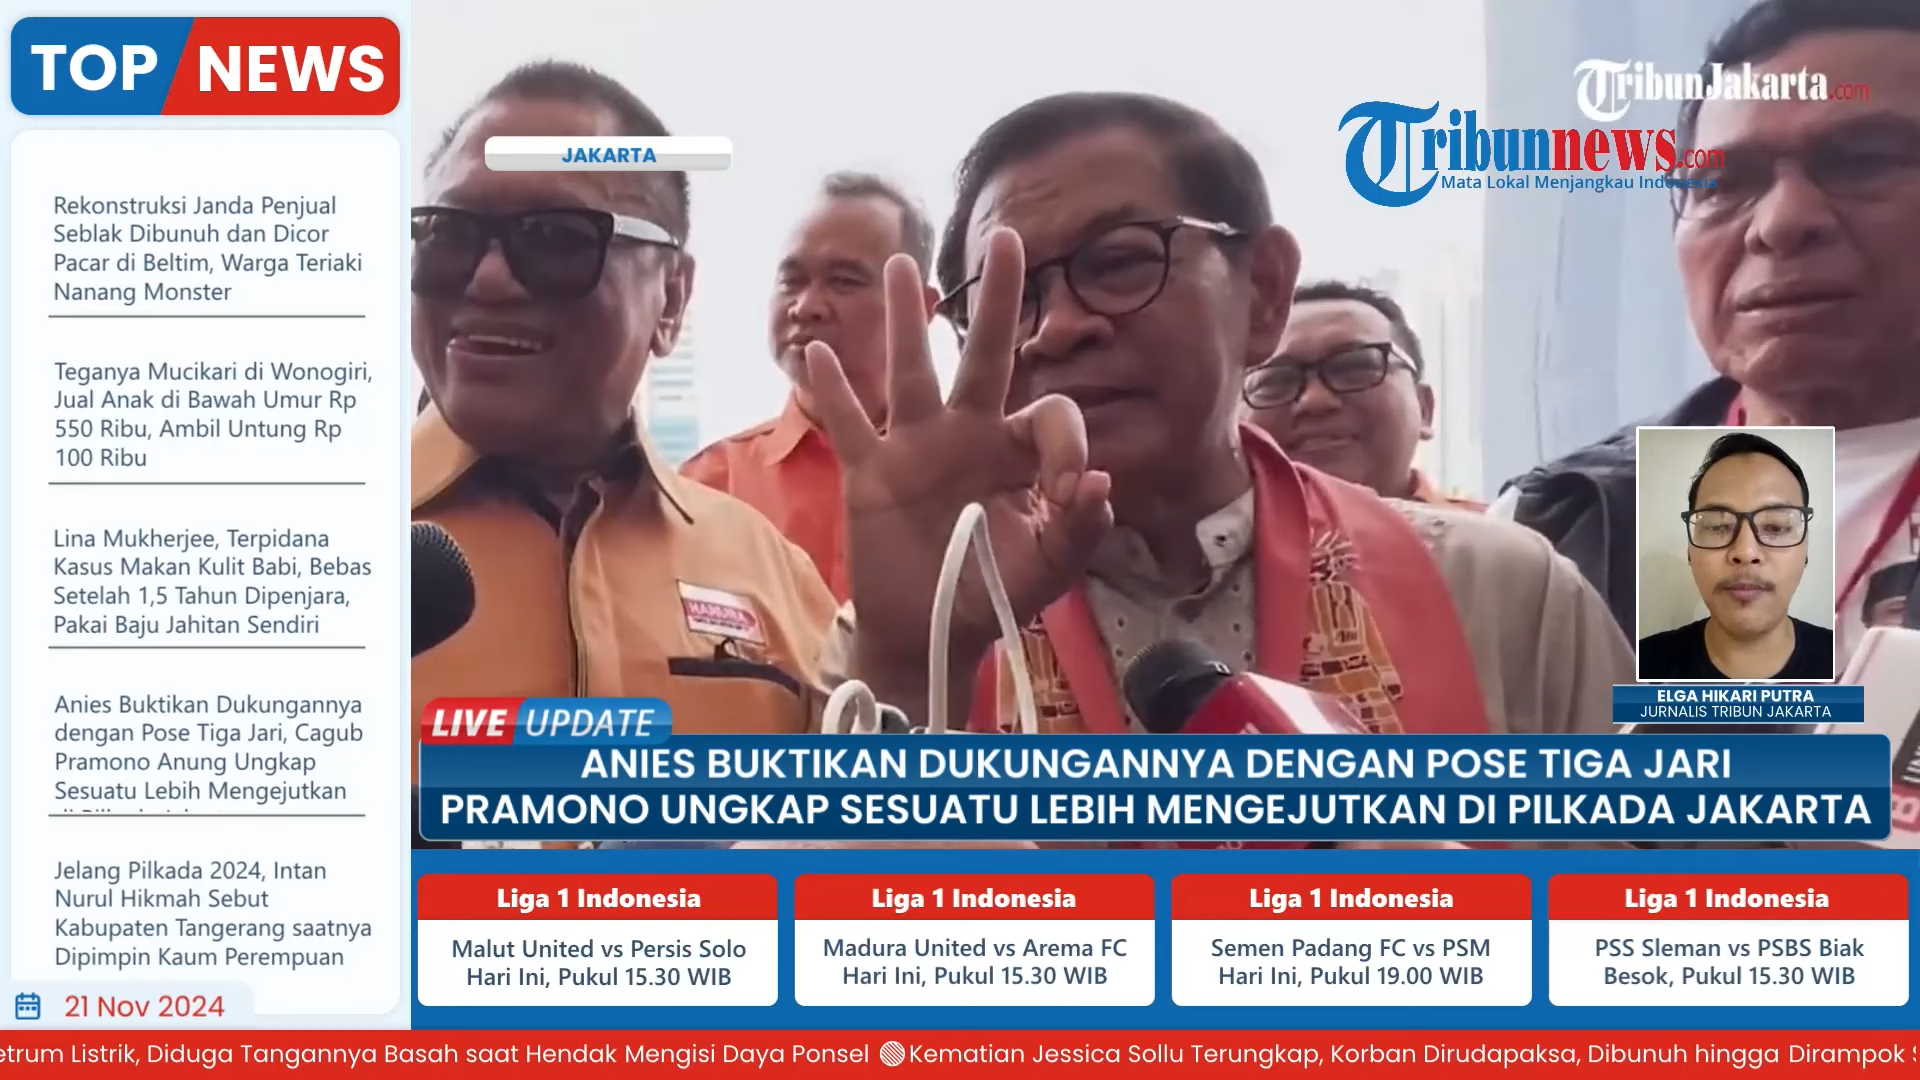 TOP NEWS
Rekonstruksi Janda Penjual
Seblak Dibunuh dan Dicor
Pacar di Beltim, Warga Teriaki
Nanang Monster
Teganya Mucikari di Wonogiri,
Jual Anak di Bawah Umur Rp
550 Ribu, Ambil Untung Rp
100 Ribu
Lina Mukherjee, Terpidana
Kasus Makan Kulit Babi, Bebas
Setelah 1,5 Tahun Dipenjara,
Pakai Baju Jahitan Sendiri
Anies Buktikan Dukungannya
dengan Pose Tiga Jari, Cagub
Pramono Anung Ungkap
Sesuatu Lebih Mengejutkan
Jelang Pilkada 2024, Intan
Nurul Hikmah Sebut
Kabupaten Tangerang saatnya
Dipimpin Kaum Perempuan
21 Nov 2024
JAKARTA
TribunJakarta.com
Tribunnews.com
Mata Lokal Menjangkau Indonesia
HANURA
ELGA HIKARI PUTRA
JURNALIS TRIBUN JAKARTA
LIVE UPDATE
ANIES BUKTIKAN DUKUNGANNYA DENGAN POSE TIGA JARI
PRAMONO UNGKAP SESUATU LEBIH MENGEJUTKAN DI PILKADA JAKARTA
Liga 1 Indonesia
Malut United vs Persis Solo
Hari Ini, Pukul 15.30 WIB
Liga 1 Indonesia
Madura United vs Arema FC
Hari Ini, Pukul 15.30 WIB
Liga 1 Indonesia
Semen Padang FC vs PSM
Hari Ini, Pukul 19.00 WIB
Liga 1 Indonesia
PSS Sleman vs PSBS Biak
Besok, Pukul 15.30 WIB
etrum Listrik, Diduga Tangannya Basah saat Hendak Mengisi Daya Ponsel Kematian Jessica Sollu Terungkap, Korban Dirudapaksa, Dibunuh hingga Dirampok